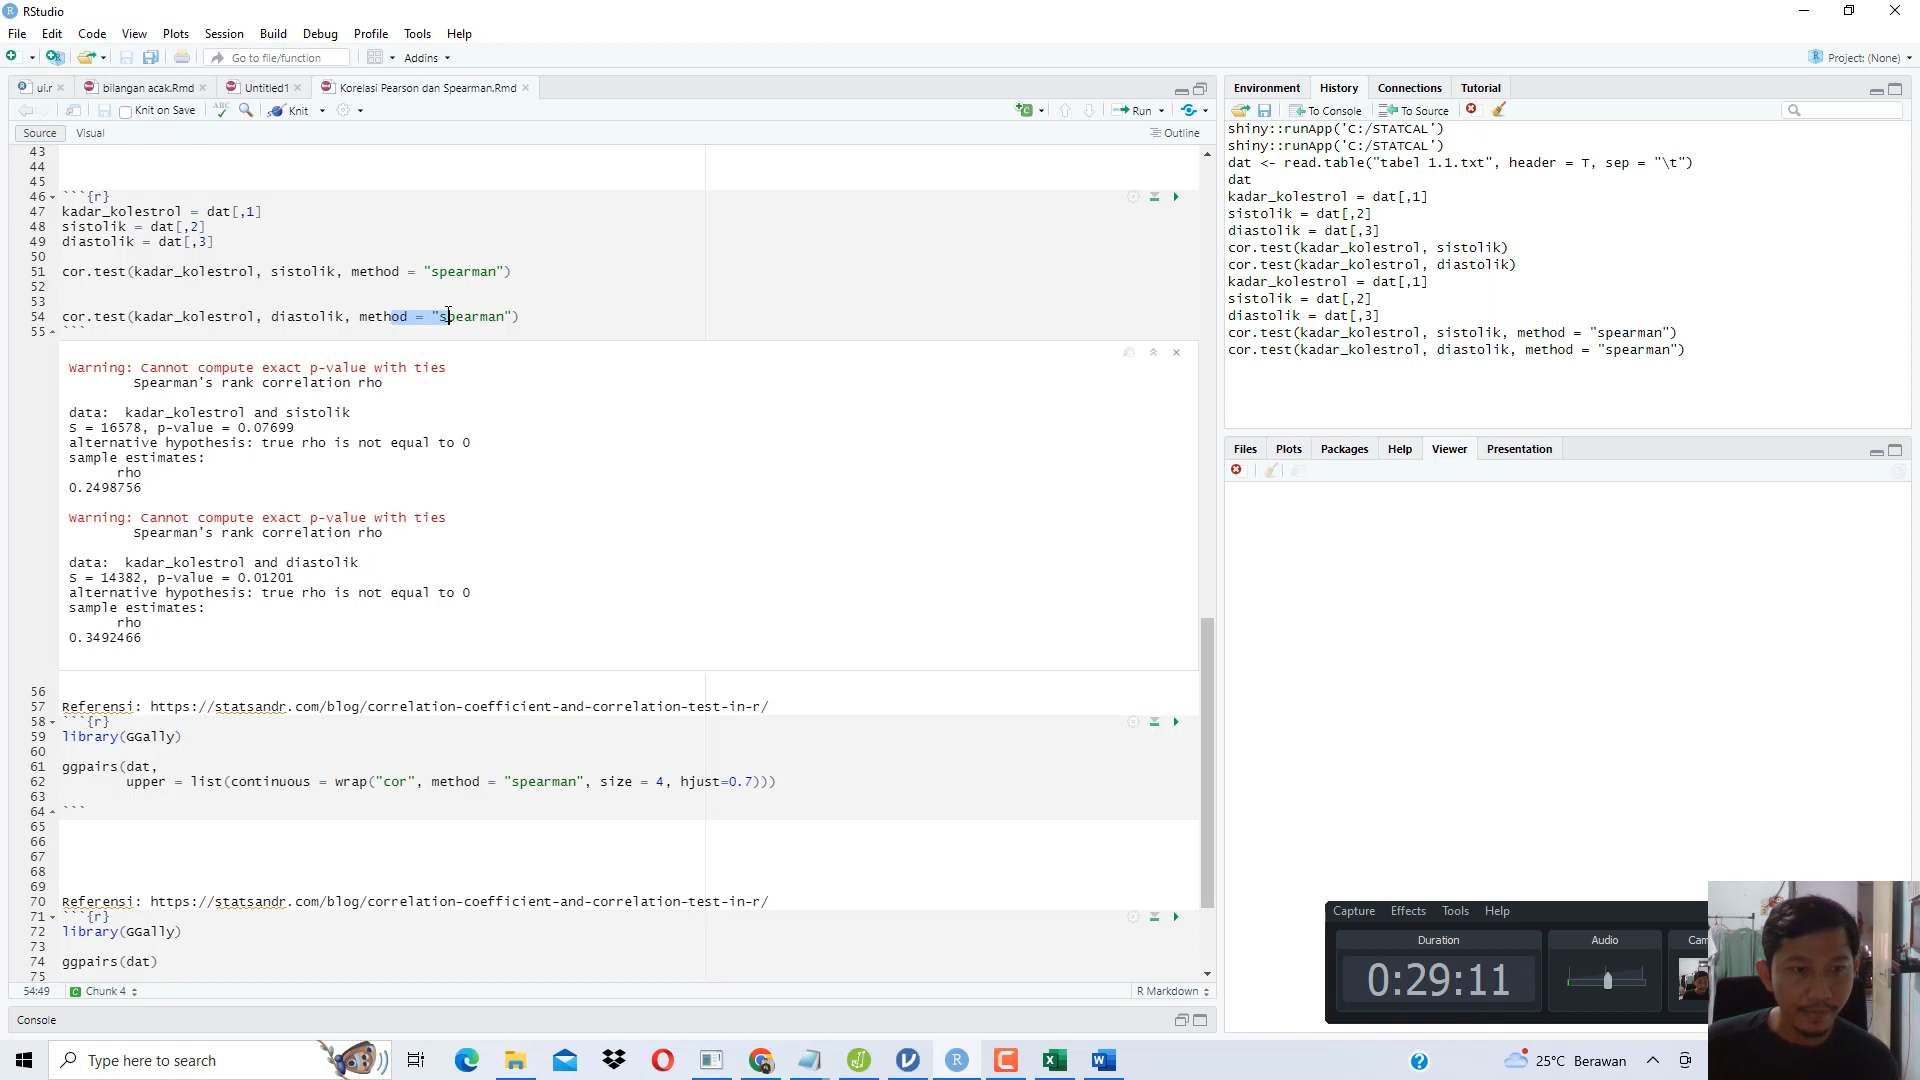 RStudio
File Edit Code View Plots Session Build Debug Profile Tools Help
Go to file/function Addins Project: (None)
ui.r bilangan acak.Rmd Untitled1 Korelasi Pearson dan Spearman.Rmd
Knit on Save Knit Run
Source Visual Outline
43
44
45
46 ```{r}
47 kadar_kolestrol = dat[,1]
48 sistolik = dat[,2]
49 diastolik = dat[,3]
50
51 cor.test(kadar_kolestrol, sistolik, method = "spearman")
52
53
54 cor.test(kadar_kolestrol, diastolik, method = "spearman")
55 ```
Warning: Cannot compute exact p-value with ties
Spearman's rank correlation rho
data: kadar_kolestrol and sistolik
S = 16578, p-value = 0.07699
alternative hypothesis: true rho is not equal to 0
sample estimates:
rho
0.2498756
Warning: Cannot compute exact p-value with ties
Spearman's rank correlation rho
data: kadar_kolestrol and diastolik
S = 14382, p-value = 0.01201
alternative hypothesis: true rho is not equal to 0
sample estimates:
rho
0.3492466
56
57 Referensi: https://statsandr.com/blog/correlation-coefficient-and-correlation-test-in-r/
58 ```{r}
59 library(GGally)
60
61 ggpairs(dat,
62 upper = list(continuous = wrap("cor", method = "spearman", size = 4, hjust=0.7)))
63
64 ```
65
66
67
68
69
70 Referensi: https://statsandr.com/blog/correlation-coefficient-and-correlation-test-in-r/
71 ```{r}
72 library(GGally)
73
74 ggpairs(dat)
75
54:49 Chunk 4 R Markdown
Console
Environment History Connections Tutorial
To Console To Source
shiny::runApp('C:/STATCAL')
shiny::runApp('C:/STATCAL')
dat <- read.table("tabel 1.1.txt", header = T, sep = "\t")
dat
kadar_kolestrol = dat[,1]
sistolik = dat[,2]
diastolik = dat[,3]
cor.test(kadar_kolestrol, sistolik)
cor.test(kadar_kolestrol, diastolik)
kadar_kolestrol = dat[,1]
sistolik = dat[,2]
diastolik = dat[,3]
cor.test(kadar_kolestrol, sistolik, method = "spearman")
cor.test(kadar_kolestrol, diastolik, method = "spearman")
Files Plots Packages Help Viewer Presentation
Capture Effects Tools Help
Duration Audio Cam
0:29:11
Type here to search
25°C Berawan